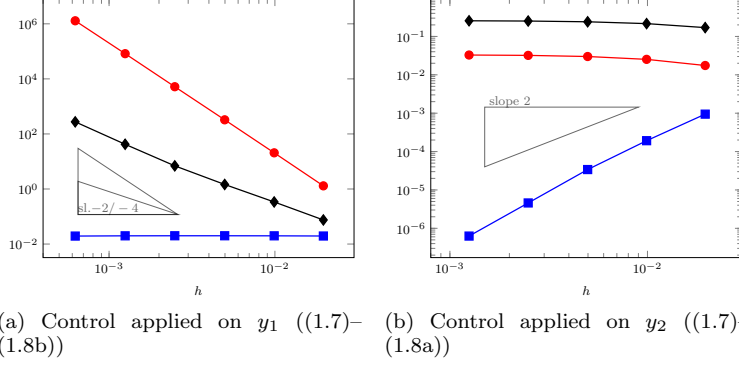 10^6
10^4
10^2
10^0
10^−2
sl.−2/ − 4
10^−3
10^−2
h
10^−1
10^−2
10^−3
10^−4
10^−5
10^−6
slope 2
10^−3
10^−2
h
(a) Control applied on y_1 ((1.7)–
(1.8b))
(b) Control applied on y_2 ((1.7)–
(1.8a))